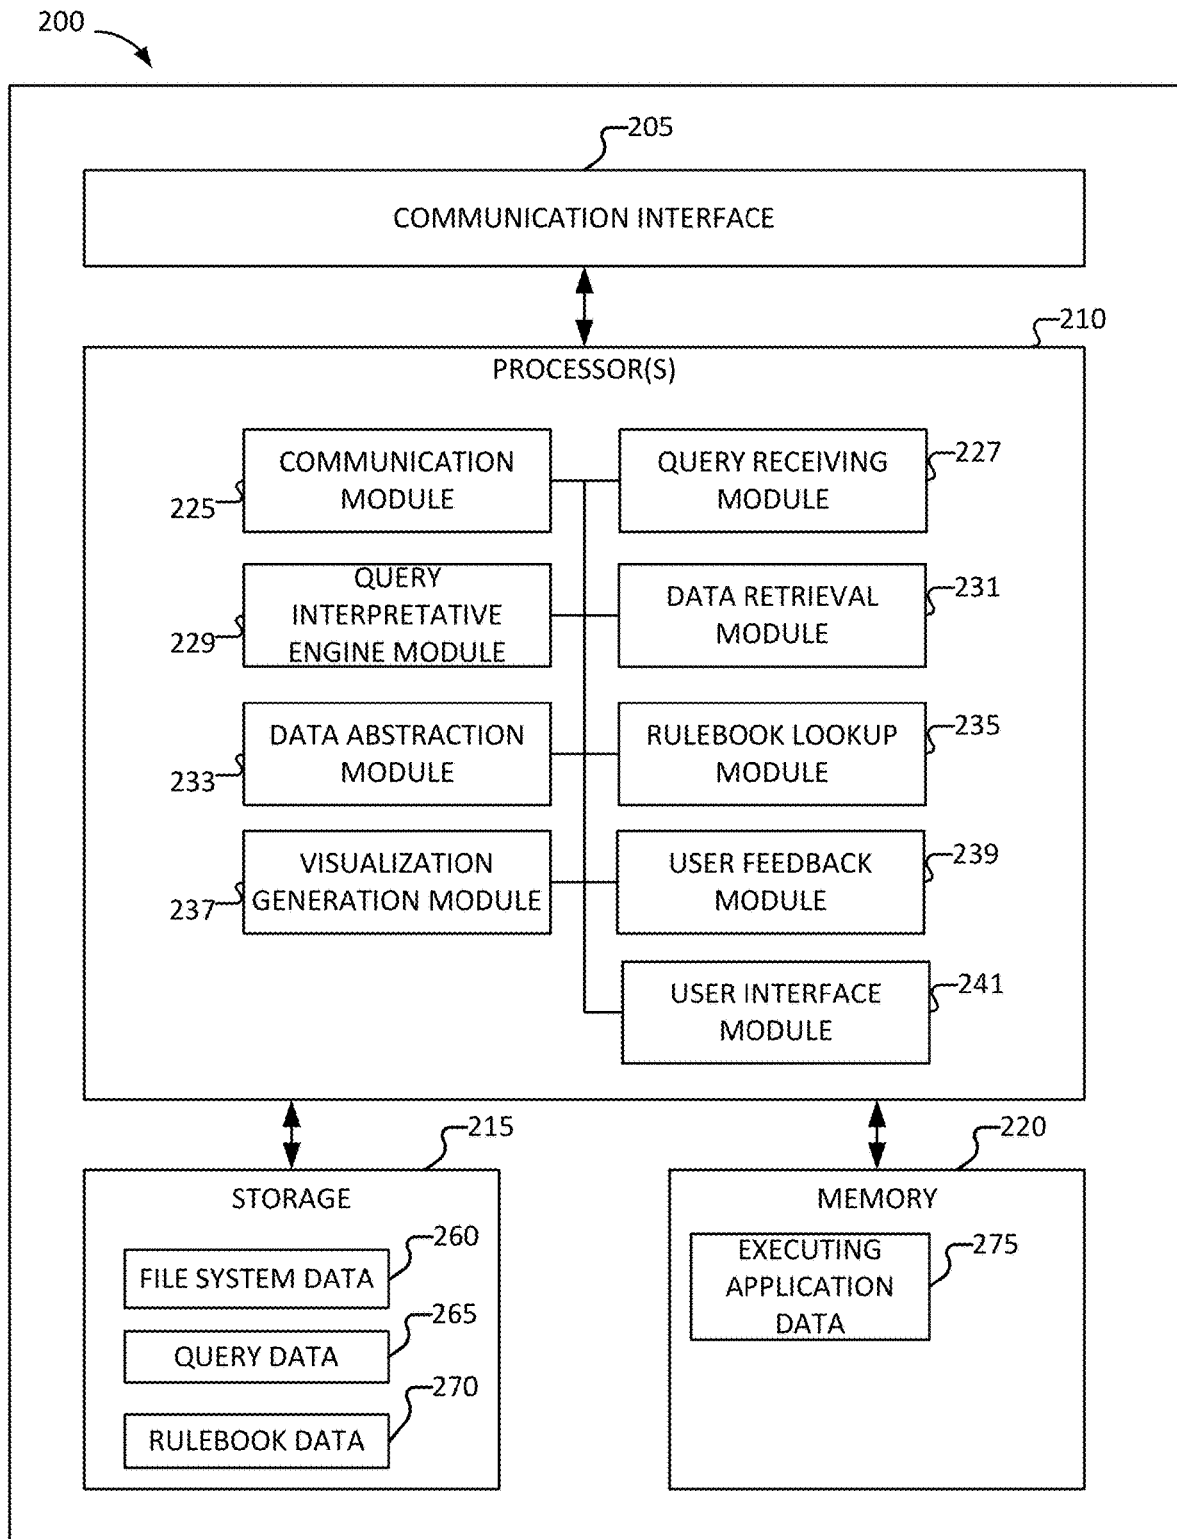 200
205
COMMUNICATION INTERFACE
210
PROCESSOR(S)
COMMUNICATION
MODULE
225
QUERY RECEIVING
MODULE
227
QUERY
INTERPRETATIVE
ENGINE MODULE
229
DATA RETRIEVAL
MODULE
231
DATA ABSTRACTION
MODULE
233
RULEBOOK LOOKUP
MODULE
235
VISUALIZATION
GENERATION MODULE
237
USER FEEDBACK
MODULE
239
USER INTERFACE
MODULE
241
215
STORAGE
FILE SYSTEM DATA
260
QUERY DATA
265
RULEBOOK DATA
270
220
MEMORY
EXECUTING
APPLICATION
DATA
275